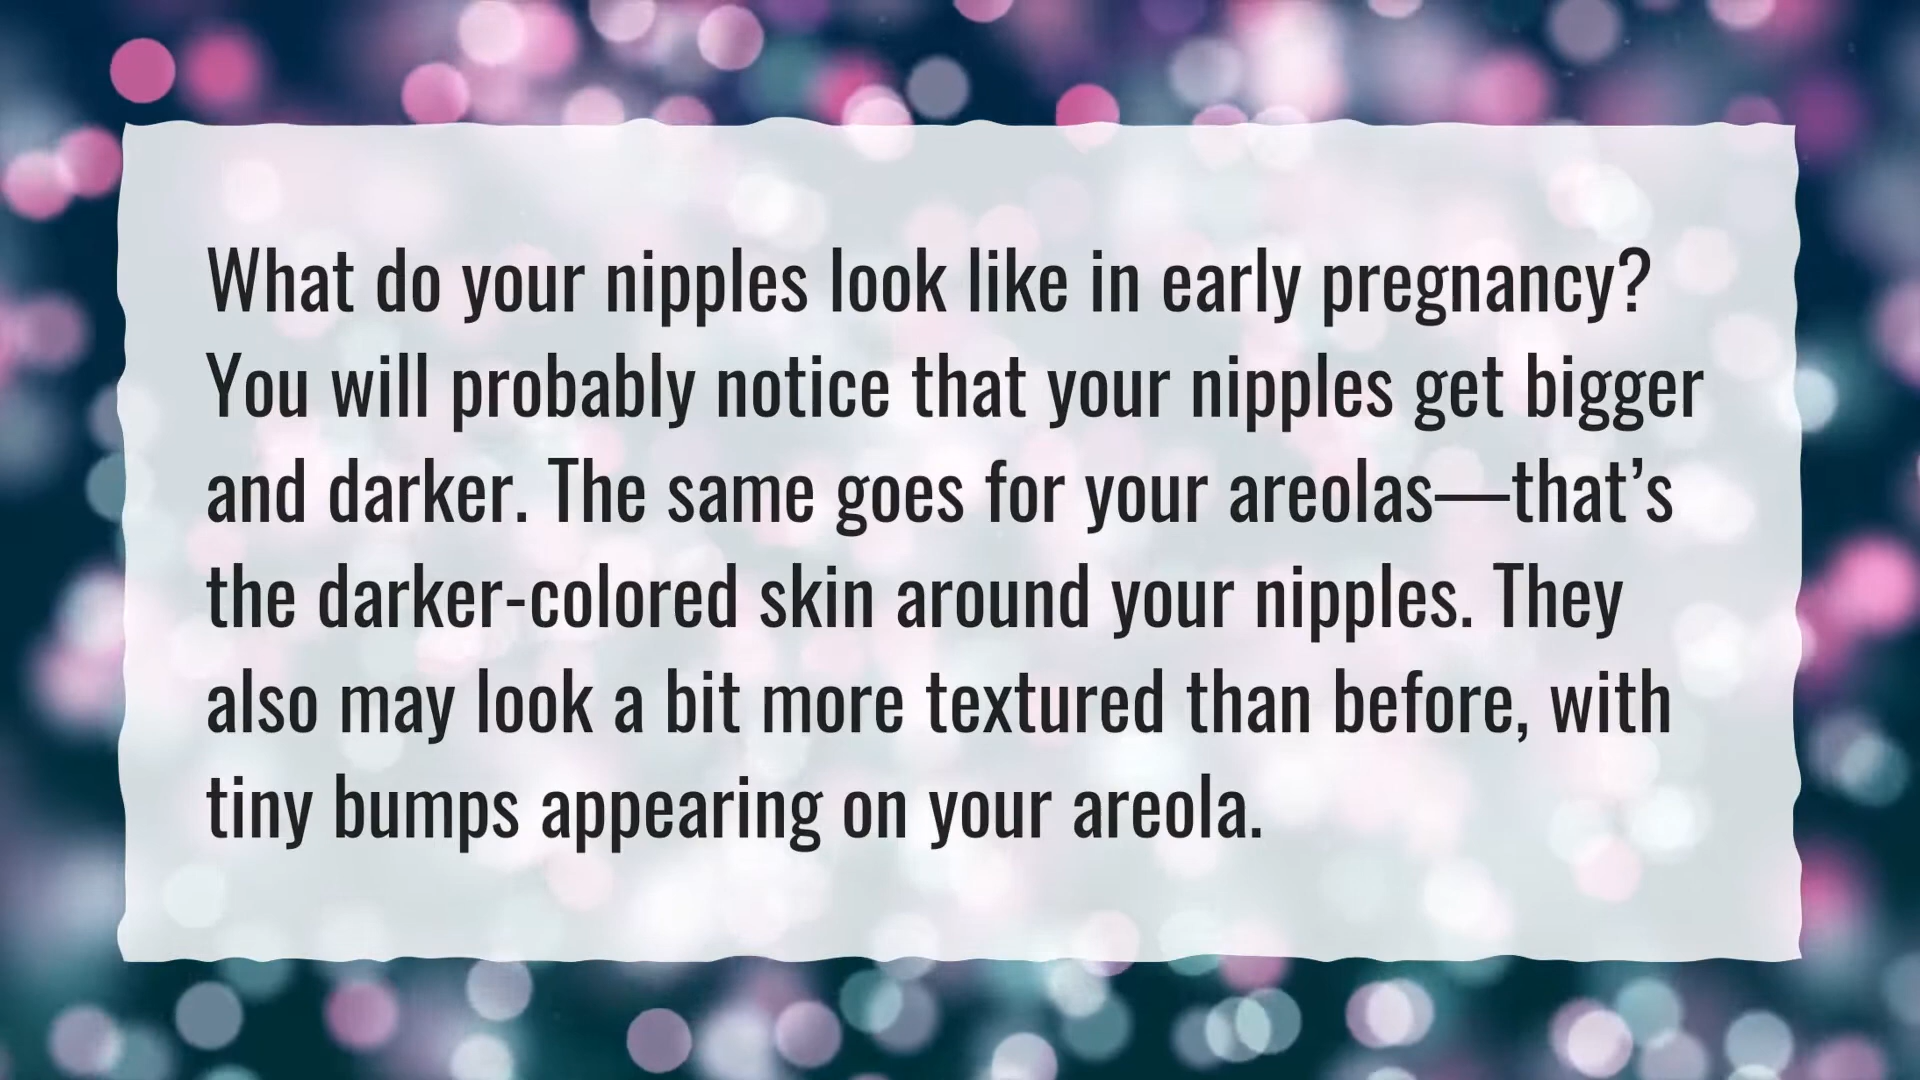 What do your nipples look like in early pregnancy?
You will probably notice that your nipples get bigger
and darker. The same goes for your areolas—that’s
the darker-colored skin around your nipples. They
also may look a bit more textured than before, with
tiny bumps appearing on your areola.